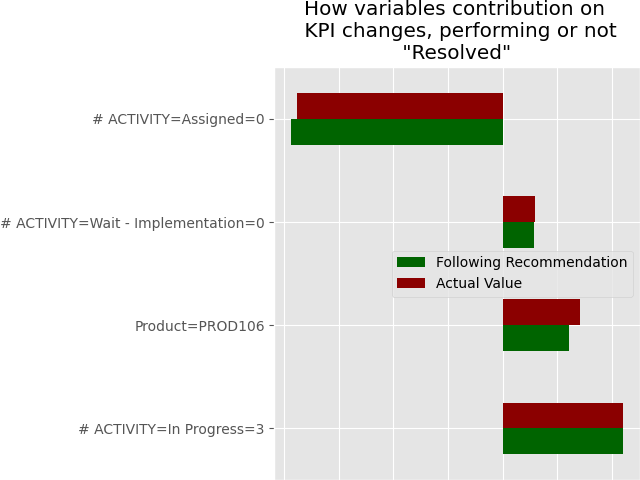 How variables contribution on
KPI changes, performing or not
"Resolved"
# ACTIVITY=Assigned=0
# ACTIVITY=Wait - Implementation=0
Following Recommendation
Actual Value
Product=PROD106
# ACTIVITY=In Progress=3